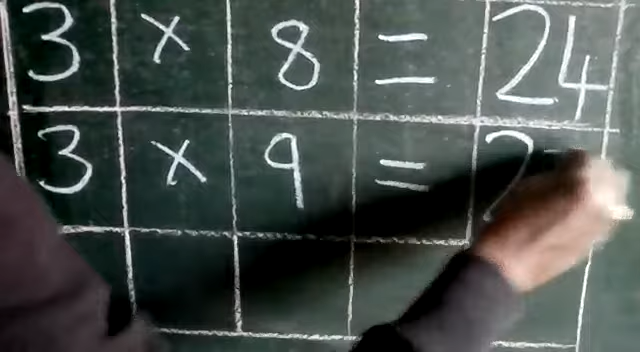 3 × 8 = 24
3 × 9 = 2